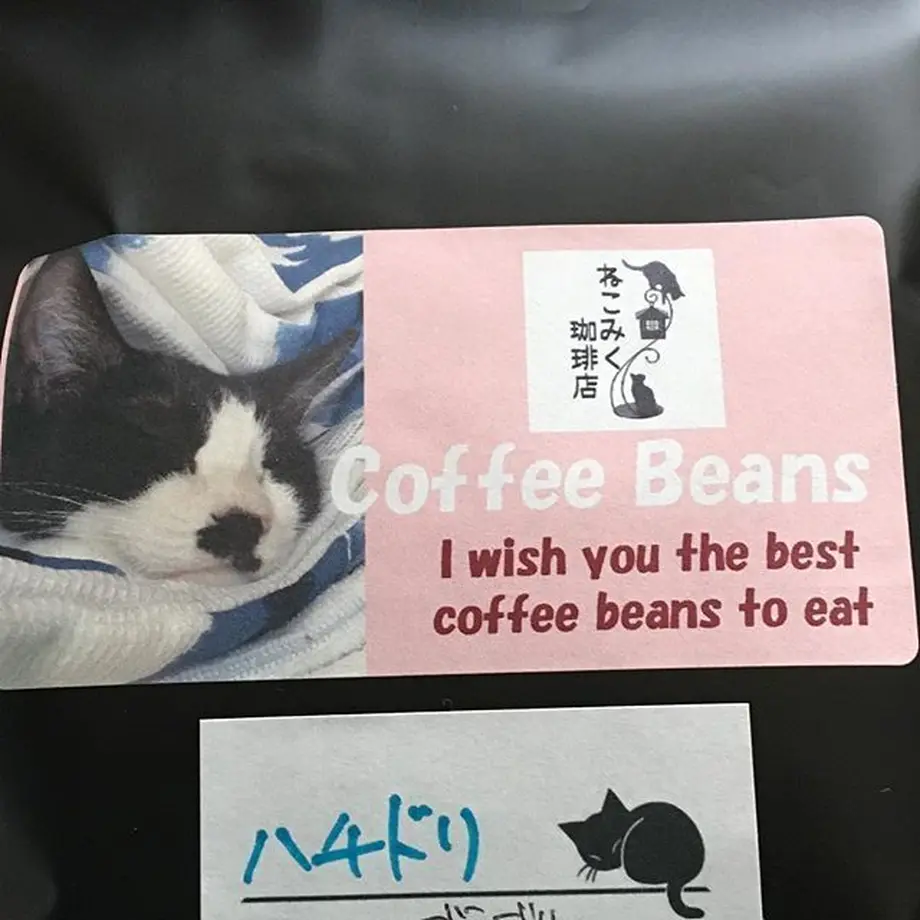 ねこみく
珈琲店
Coffee Beans
I wish you the best
coffee beans to eat
ハチドリ